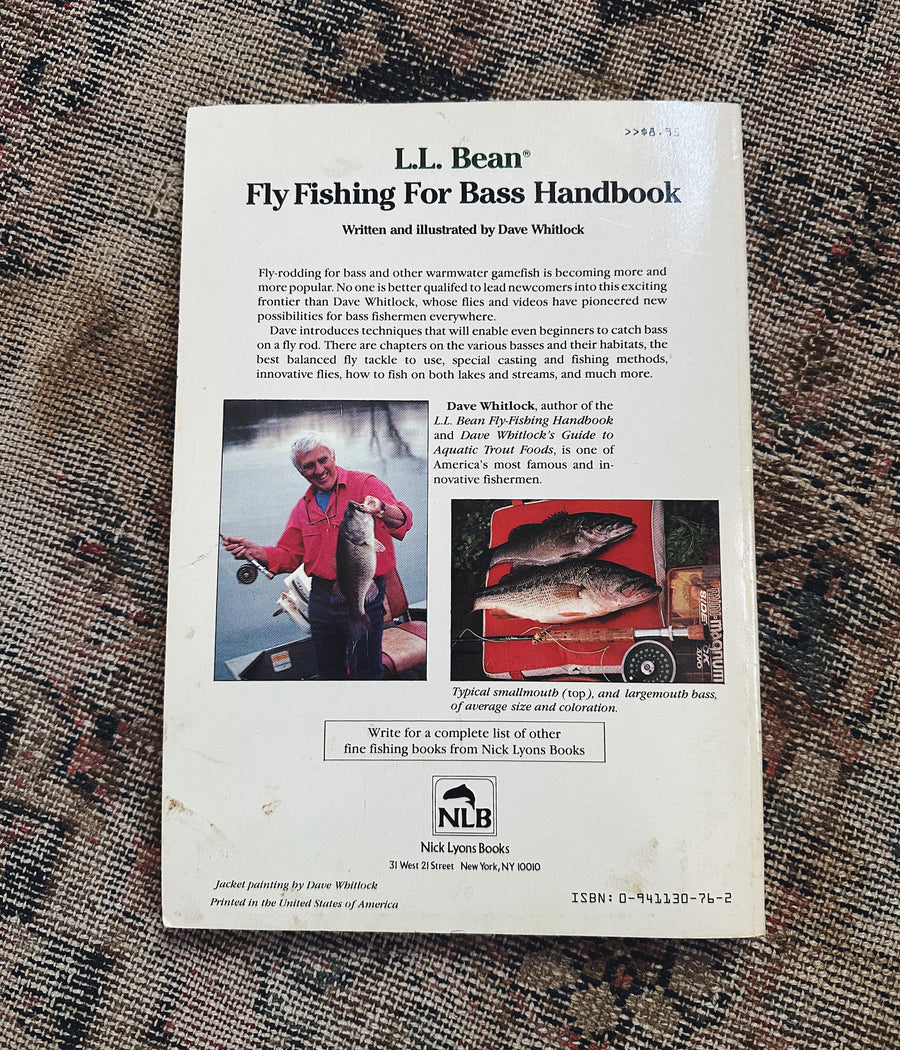 >>$8.95
L.L. Bean®
Fly Fishing For Bass Handbook
Written and illustrated by Dave Whitlock
Fly-rodding for bass and other warmwater gamefish is becoming more and
more popular. No one is better qualifed to lead newcomers into this exciting
frontier than Dave Whitlock, whose flies and videos have pioneered new
possibilities for bass fishermen everywhere.
Dave introduces techniques that will enable even beginners to catch bass
on a fly rod. There are chapters on the various basses and their habitats, the
best balanced fly tackle to use, special casting and fishing methods,
innovative flies, how to fish on both lakes and streams, and much more.
Dave Whitlock, author of the
L.L. Bean Fly-Fishing Handbook
and Dave Whitlock's Guide to
Aquatic Trout Foods, is one of
America's most famous and in-
novative fishermen.
SIDE
magnum
Typical smallmouth (top), and largemouth bass,
of average size and coloration.
Write for a complete list of other
fine fishing books from Nick Lyons Books
NLB
Nick Lyons Books
31 West 21 Street New York, NY 10010
Jacket painting by Dave Whitlock
Printed in the United States of America
ISBN: 0-941130-76-2